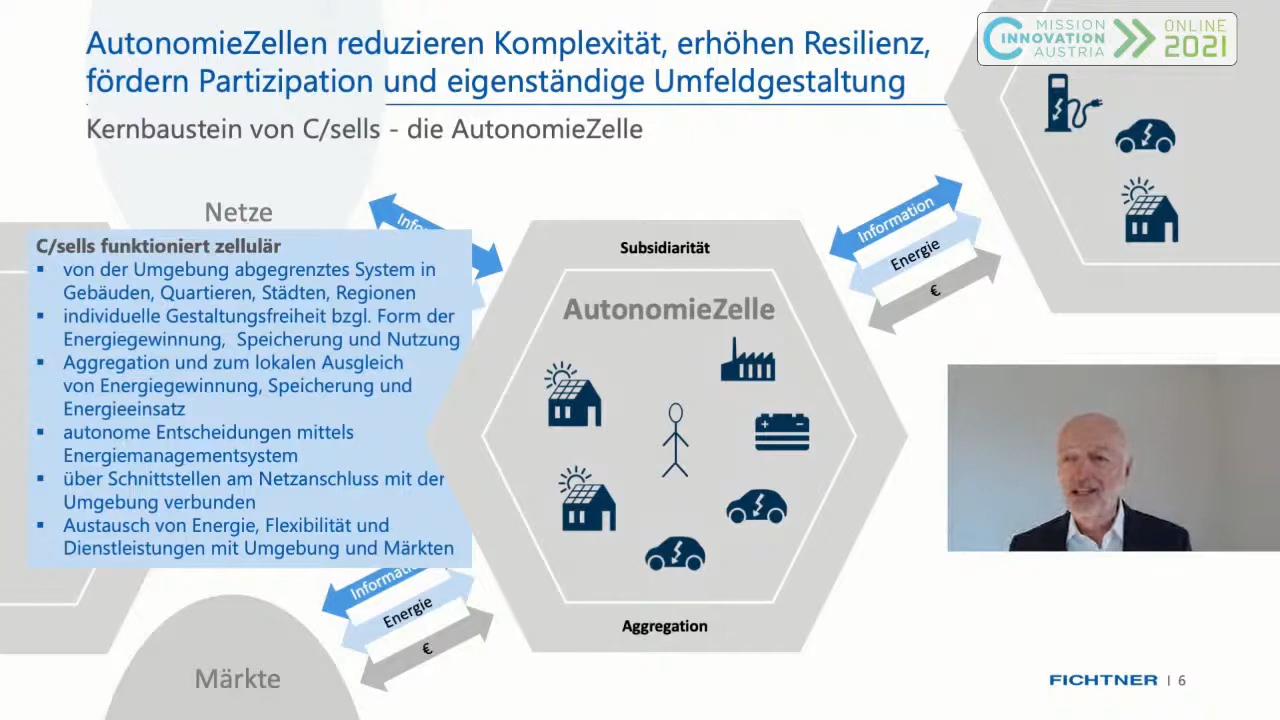 AutonomieZellen reduzieren Komplexität, erhöhen Resilienz,
fördern Partizipation und eigenständige Umfeldgestaltung
Kernbaustein von C/sells - die AutonomieZelle
MISSION
INNOVATION
AUSTRIA
ONLINE
2021
Netze
C/sells funktioniert zellulär
▪ von der Umgebung abgegrenztes System in
Gebäuden, Quartieren, Städten, Regionen
▪ individuelle Gestaltungsfreiheit bzgl. Form der
Energiegewinnung, Speicherung und Nutzung
▪ Aggregation und zum lokalen Ausgleich
von Energiegewinnung, Speicherung und
Energieeinsatz
▪ autonome Entscheidungen mittels
Energiemanagementsystem
▪ über Schnittstellen am Netzanschluss mit der
Umgebung verbunden
▪ Austausch von Energie, Flexibilität und
Dienstleistungen mit Umgebung und Märkten
Subsidiarität
AutonomieZelle
Aggregation
Information
Energie
€
Information
Energie
€
Märkte
FICHTNER | 6